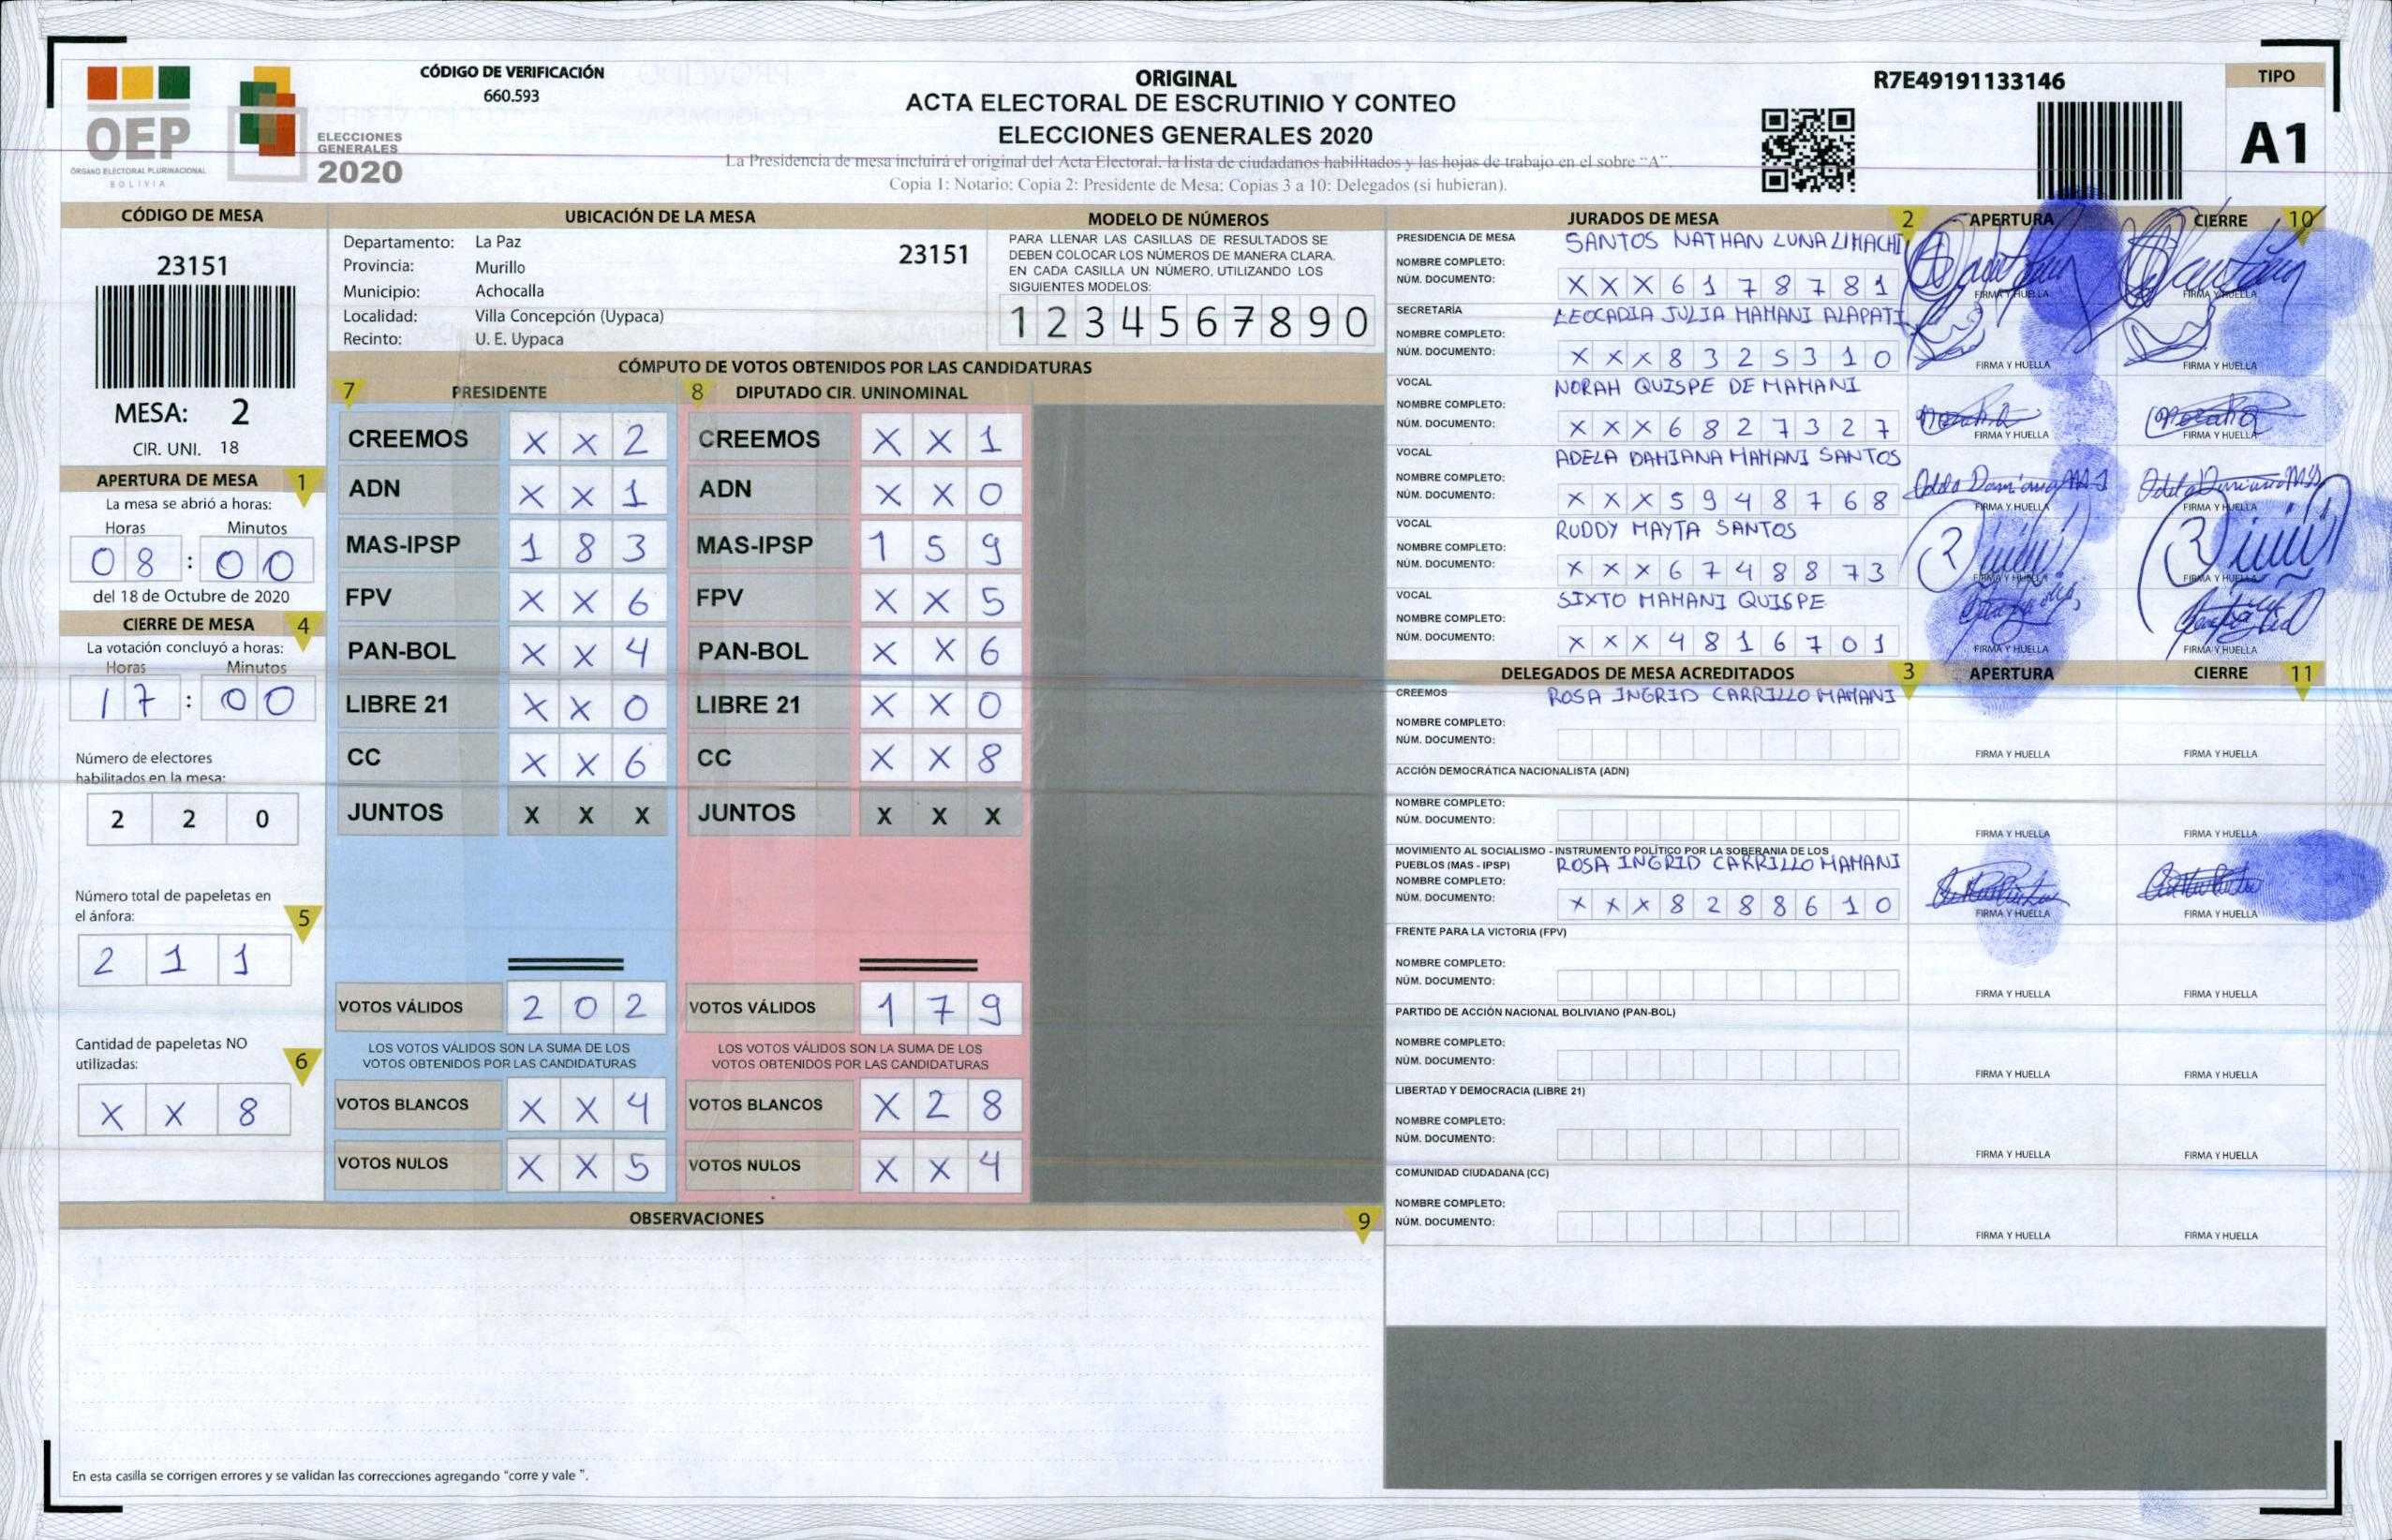 OEP
ÓRGANO ELECTORAL PLURINACIONAL
BOLIVIA
ELECCIONES
GENERALES
2020
CÓDIGO DE VERIFICACIÓN
660.593
ORIGINAL
ACTA ELECTORAL DE ESCRUTINIO Y CONTEO
ELECCIONES GENERALES 2020
La Presidencia de mesa incluirá el original del Acta Electoral, la lista de ciudadanos habilitados y las hojas de trabajo en el sobre "A".
Copia 1: Notario; Copia 2: Presidente de Mesa; Copias 3 a 10: Delegados (si hubieran).
R7E49191133146
TIPO
A1
CÓDIGO DE MESA
23151
MESA: 2
CIR. UNI. 18
APERTURA DE MESA 1
La mesa se abrió a horas:
Horas Minutos
0 8 : 0 0
del 18 de Octubre de 2020
CIERRE DE MESA 4
La votación concluyó a horas:
Horas Minutos
1 7 : 0 0
Número de electores
habilitados en la mesa:
2 2 0
Número total de papeletas en
el ánfora:
5
2 1 1
Cantidad de papeletas NO
utilizadas:
6
X X 8
UBICACIÓN DE LA MESA
Departamento: La Paz
23151
Provincia: Murillo
Municipio: Achocalla
Localidad: Villa Concepción (Uypaca)
Recinto: U. E. Uypaca
MODELO DE NÚMEROS
PARA LLENAR LAS CASILLAS DE RESULTADOS SE
DEBEN COLOCAR LOS NÚMEROS DE MANERA CLARA.
EN CADA CASILLA UN NÚMERO, UTILIZANDO LOS
SIGUIENTES MODELOS:
1 2 3 4 5 6 7 8 9 0
CÓMPUTO DE VOTOS OBTENIDOS POR LAS CANDIDATURAS
7 PRESIDENTE
CREEMOS X X 2
ADN X X 1
MAS-IPSP 1 8 3
FPV X X 6
PAN-BOL X X 4
LIBRE 21 X X 0
CC X X 6
JUNTOS X X X
VOTOS VÁLIDOS 2 0 2
LOS VOTOS VÁLIDOS SON LA SUMA DE LOS
VOTOS OBTENIDOS POR LAS CANDIDATURAS
VOTOS BLANCOS X X 4
VOTOS NULOS X X 5
8 DIPUTADO CIR. UNINOMINAL
CREEMOS X X 1
ADN X X 0
MAS-IPSP 1 5 9
FPV X X 5
PAN-BOL X X 6
LIBRE 21 X X 0
CC X X 8
JUNTOS X X X
VOTOS VÁLIDOS 1 7 9
LOS VOTOS VÁLIDOS SON LA SUMA DE LOS
VOTOS OBTENIDOS POR LAS CANDIDATURAS
VOTOS BLANCOS X 2 8
VOTOS NULOS X X 4
OBSERVACIONES 9
En esta casilla se corrigen errores y se validan las correcciones agregando "corre y vale ".
JURADOS DE MESA 2 APERTURA CIERRE 10
PRESIDENCIA DE MESA SANTOS NATHAN LUNA LIMACHI
NOMBRE COMPLETO:
NÚM. DOCUMENTO: X X X 6 1 7 8 7 8 1
FIRMA Y HUELLA FIRMA Y HUELLA
SECRETARÍA LEOCADIA JULIA MAMANI ALAPATI
NOMBRE COMPLETO:
NÚM. DOCUMENTO: X X X 8 3 2 5 3 1 0
FIRMA Y HUELLA FIRMA Y HUELLA
VOCAL NORAH QUISPE DE MAMANI
NOMBRE COMPLETO:
NÚM. DOCUMENTO: X X X 6 8 2 7 3 2 7
FIRMA Y HUELLA FIRMA Y HUELLA
VOCAL ADELA DAMIANA MAMANI SANTOS
NOMBRE COMPLETO:
NÚM. DOCUMENTO: X X X 5 9 4 8 7 6 8
FIRMA Y HUELLA FIRMA Y HUELLA
VOCAL RUDDY MAYTA SANTOS
NOMBRE COMPLETO:
NÚM. DOCUMENTO: X X X 6 7 4 8 8 7 3
FIRMA Y HUELLA FIRMA Y HUELLA
VOCAL SIXTO MAMANI QUISPE
NOMBRE COMPLETO:
NÚM. DOCUMENTO: X X X 4 8 1 6 7 0 1
FIRMA Y HUELLA FIRMA Y HUELLA
DELEGADOS DE MESA ACREDITADOS 3 APERTURA CIERRE 11
CREEMOS ROSA INGRID CARRILLO MAMANI
NOMBRE COMPLETO:
NÚM. DOCUMENTO:
FIRMA Y HUELLA FIRMA Y HUELLA
ACCIÓN DEMOCRÁTICA NACIONALISTA (ADN)
NOMBRE COMPLETO:
NÚM. DOCUMENTO:
FIRMA Y HUELLA FIRMA Y HUELLA
MOVIMIENTO AL SOCIALISMO - INSTRUMENTO POLÍTICO POR LA SOBERANIA DE LOS
PUEBLOS (MAS - IPSP) ROSA INGRID CARRILLO MAMANI
NOMBRE COMPLETO:
NÚM. DOCUMENTO: X X X 8 2 8 8 6 1 0
FIRMA Y HUELLA FIRMA Y HUELLA
FRENTE PARA LA VICTORIA (FPV)
NOMBRE COMPLETO:
NÚM. DOCUMENTO:
FIRMA Y HUELLA FIRMA Y HUELLA
PARTIDO DE ACCIÓN NACIONAL BOLIVIANO (PAN-BOL)
NOMBRE COMPLETO:
NÚM. DOCUMENTO:
FIRMA Y HUELLA FIRMA Y HUELLA
LIBERTAD Y DEMOCRACIA (LIBRE 21)
NOMBRE COMPLETO:
NÚM. DOCUMENTO:
FIRMA Y HUELLA FIRMA Y HUELLA
COMUNIDAD CIUDADANA (CC)
NOMBRE COMPLETO:
NÚM. DOCUMENTO:
FIRMA Y HUELLA FIRMA Y HUELLA